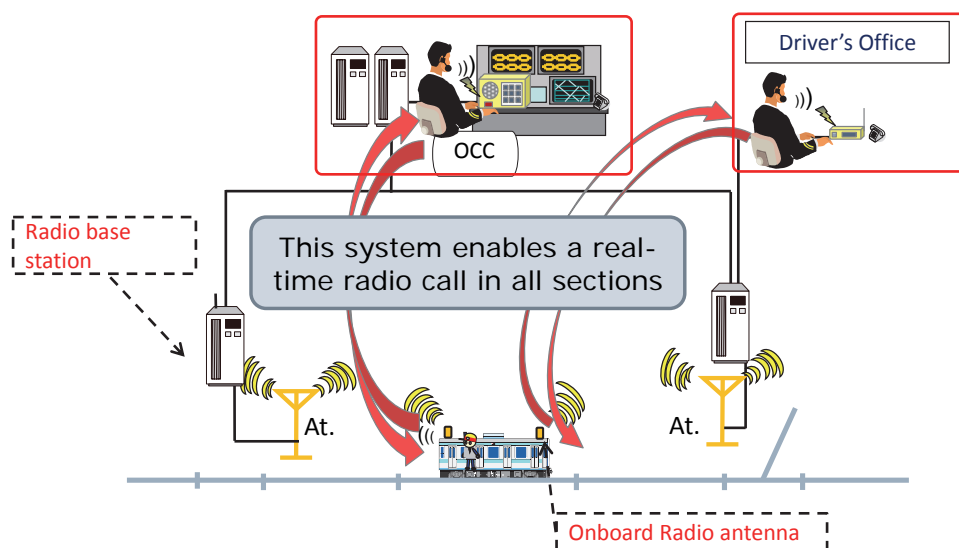 Driver's Office
OCC
Radio base
station
This system enables a real-
time radio call in all sections
At.
At.
Onboard Radio antenna